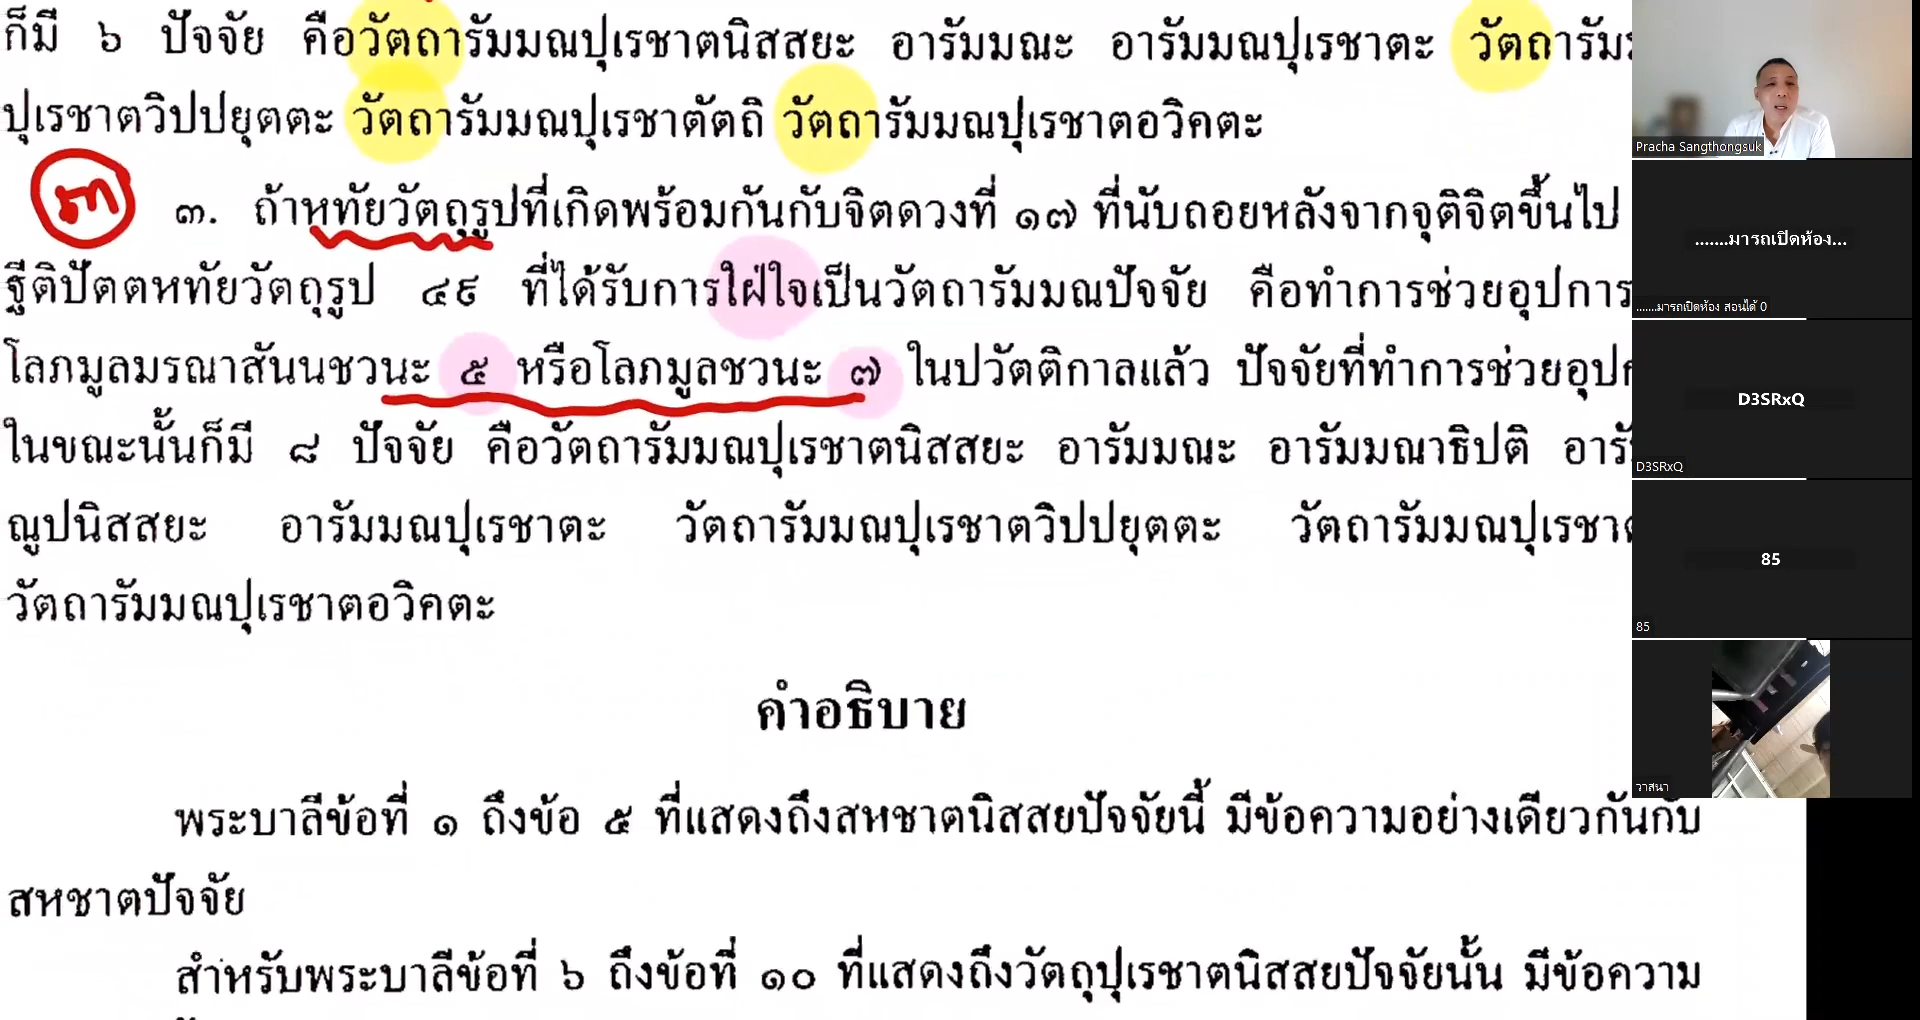 ก็มี ๖ ปัจจัย คือวัตถารัมมณปุเรชาตนิสสยะ อารัมมณะ อารัมมณปุเรชาตะ วัตถารัม
ปุเรชาตวิปปยุตตะ วัตถารัมมณปุเรชาตัตถิ วัตถารัมมณปุเรชาตอวิคตะ
๓ ๓. ถ้าหทัยวัตถุรูปที่เกิดพร้อมกันกับจิตดวงที่ ๑๗ ที่นับถอยหลังจากจุติจิตขึ้นไป
ฐีติปัตตหทัยวัตถุรูป ๔๙ ที่ได้รับการใฝ่ใจเป็นวัตถารัมมณปัจจัย คือทำการช่วยอุปการ
โลภมูลมรณาสันนชวนะ ๕ หรือโลภมูลชวนะ ๗ ในปวัตติกาลแล้ว ปัจจัยที่ทำการช่วยอุป
ในขณะนั้นก็มี ๘ ปัจจัย คือวัตถารัมมณปุเรชาตนิสสยะ อารัมมณะ อารัมมณาธิปติ อารั
ณูปนิสสยะ อารัมมณปุเรชาตะ วัตถารัมมณปุเรชาตวิปปยุตตะ วัตถารัมมณปุเรชา
วัตถารัมมณปุเรชาตอวิคตะ
คำอธิบาย
พระบาลีข้อที่ ๑ ถึงข้อ ๕ ที่แสดงถึงสหชาตนิสสยปัจจัยนี้ มีข้อความอย่างเดียวกันกับ
สหชาตปัจจัย
สำหรับพระบาลีข้อที่ ๖ ถึงข้อที่ ๑๐ ที่แสดงถึงวัตถุปุเรชาตนิสสยปัจจัยนั้น มีข้อความ
Pracha Sangthongsuk
.......มารถเปิดห้อง...
.......มารถเปิดห้อง สอนได้ 0
D3SRxQ
D3SRxQ
85
85
วาสนา